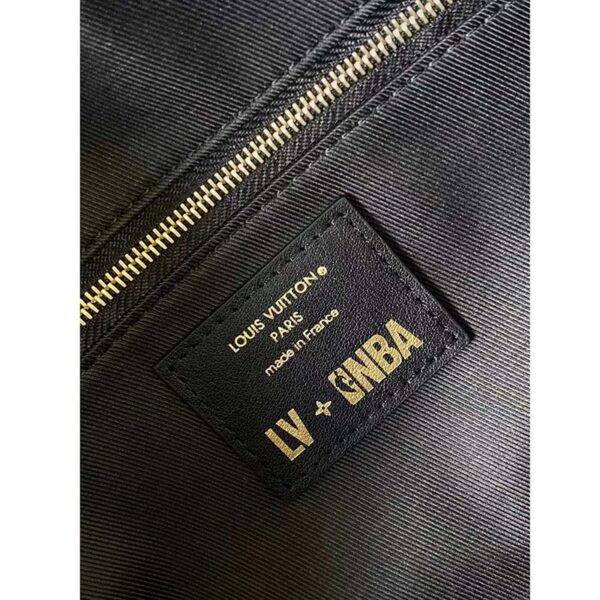 LOUIS VUITTON®
PARIS
made in France
LV + NBA